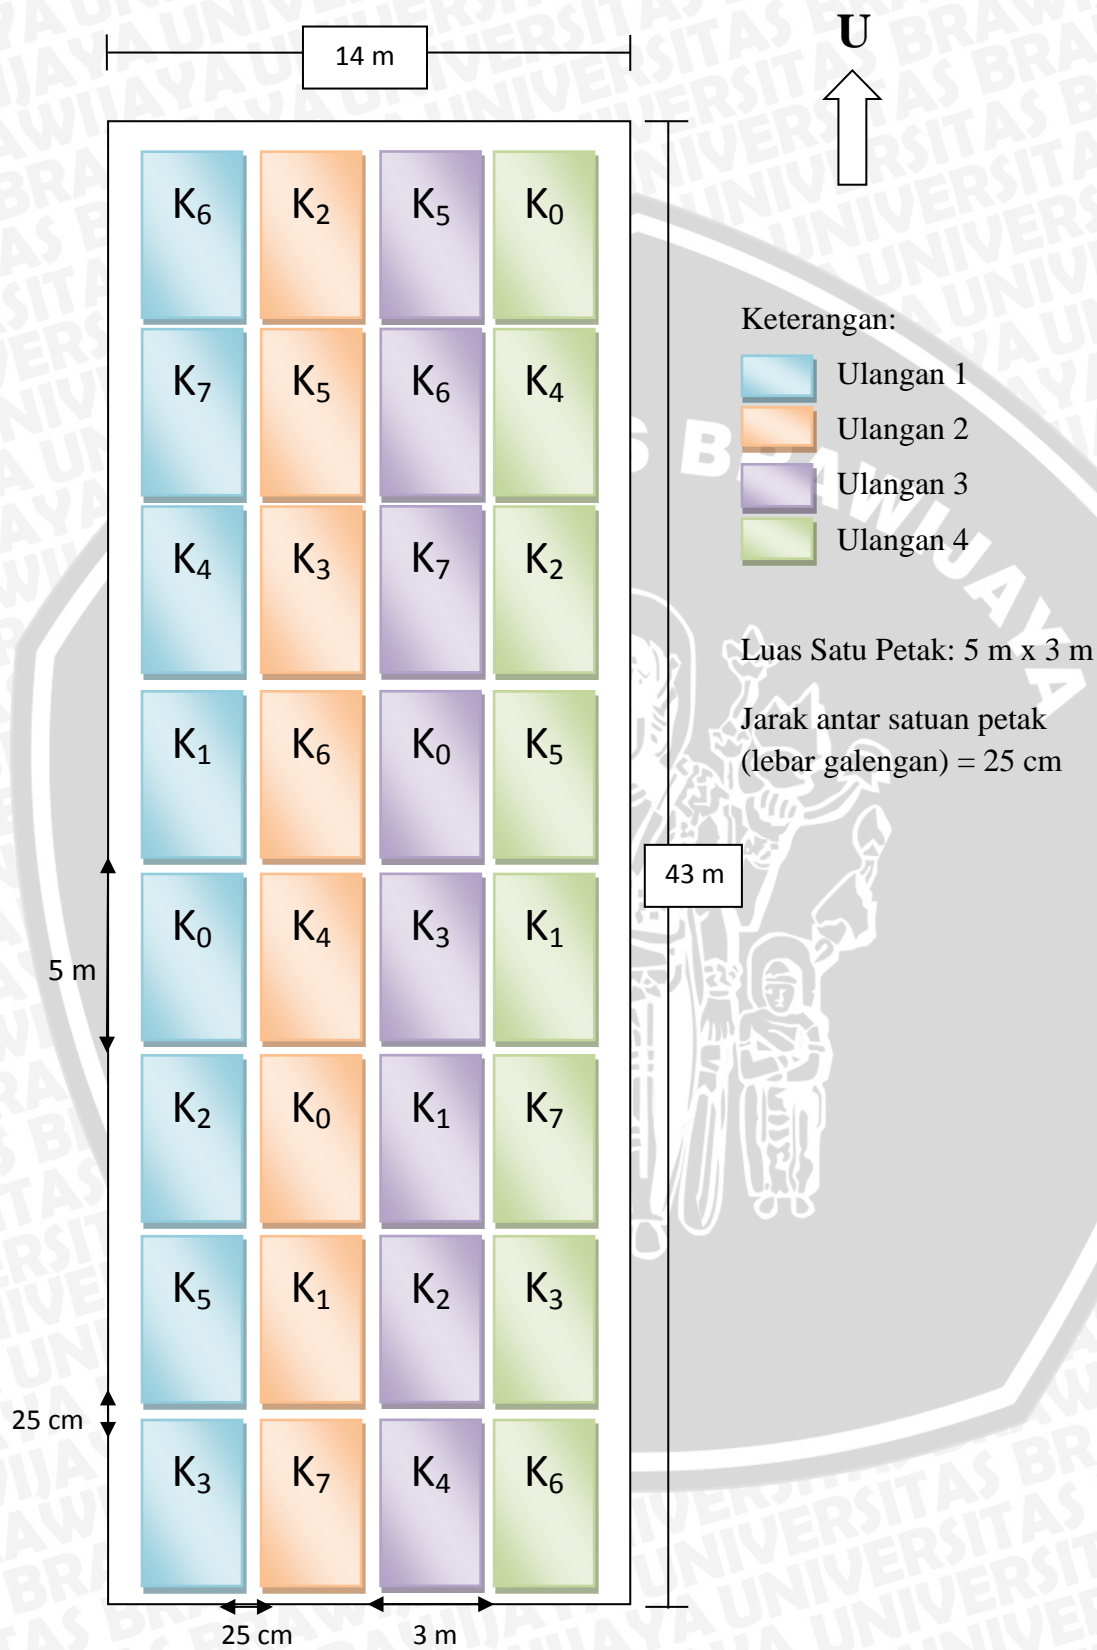 14 m
U
K6 K2 K5 K0
K7 K5 K6 K4
K4 K3 K7 K2
K1 K6 K0 K5
K0 K4 K3 K1
K2 K0 K1 K7
K5 K1 K2 K3
K3 K7 K4 K6
5 m
25 cm
25 cm
3 m
43 m
Keterangan:
Ulangan 1
Ulangan 2
Ulangan 3
Ulangan 4
Luas Satu Petak: 5 m x 3 m
Jarak antar satuan petak
(lebar galengan) = 25 cm
S BRAWIJAYA
UNIVERSITAS BRAWIJAYA